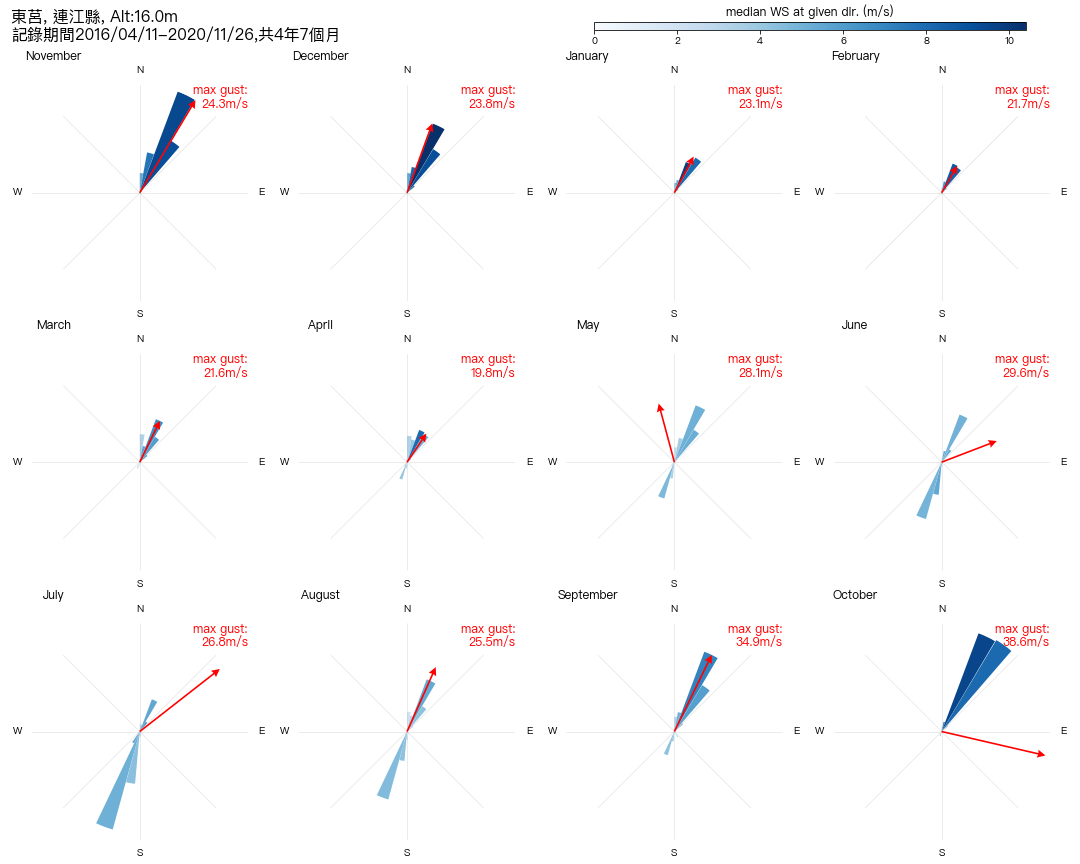 東莒, 連江縣, Alt:16.0m
記錄期間2016/04/11–2020/11/26,共4年7個月
median WS at given dir. (m/s)
0 2 4 6 8 10
November
N
max gust:
24.3m/s
W E
S
December
N
max gust:
23.8m/s
W E
January
N
max gust:
23.1m/s
W E
February
N
max gust:
21.7m/s
W E
March
N
max gust:
21.6m/s
W E
S
April
N
max gust:
19.8m/s
W E
May
N
max gust:
28.1m/s
W E
June
N
max gust:
29.6m/s
W E
S
July
N
max gust:
26.8m/s
W E
S
August
N
max gust:
25.5m/s
W E
S
September
N
max gust:
34.9m/s
W E
S
October
N
max gust:
38.6m/s
W E
S